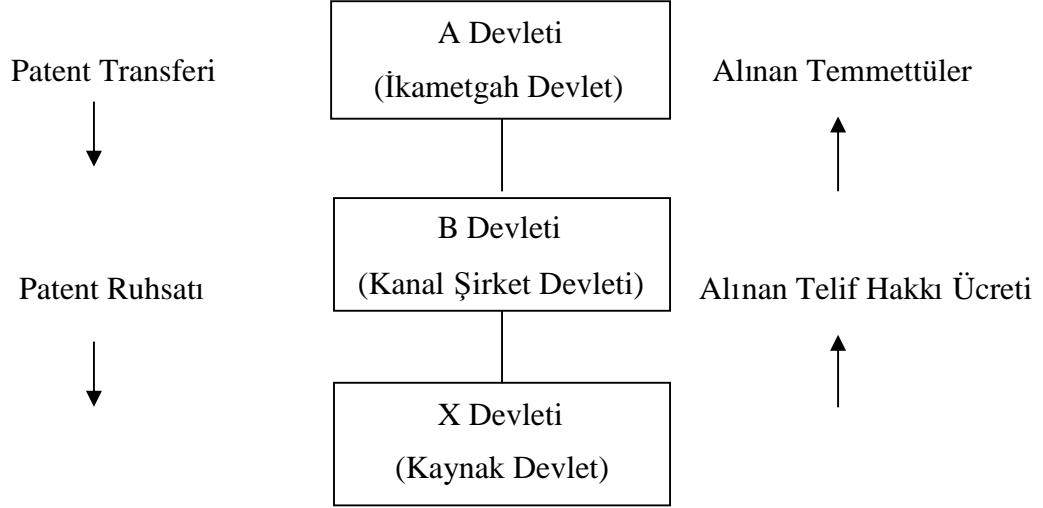 A Devleti
(İkametgah Devlet)
Patent Transferi
Alınan Temmettüler
B Devleti
(Kanal Şirket Devleti)
Patent Ruhsatı
Alınan Telif Hakkı Ücreti
X Devleti
(Kaynak Devlet)